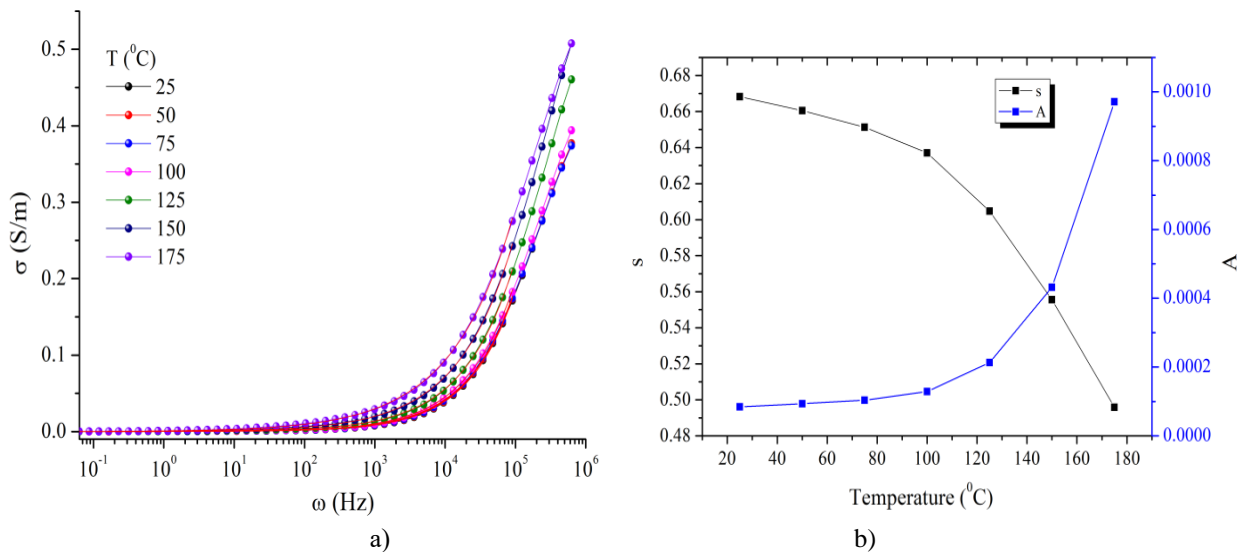 T (⁰C)
25
50
75
100
125
150
175
0.5
0.4
0.3
0.2
0.1
0.0
σ (S/m)
10⁻¹ 10⁰ 10¹ 10² 10³ 10⁴ 10⁵ 10⁶
ω (Hz)
a)
s
A
0.68
0.66
0.64
0.62
0.60
0.58
0.56
0.54
0.52
0.50
0.48
s
0.0010
0.0008
0.0006
0.0004
0.0002
0.0000
A
20 40 60 80 100 120 140 160 180
Temperature (⁰C)
b)